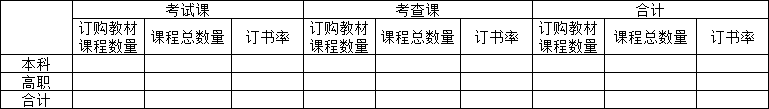 考试课 考查课 合计
订购教材课程数量 课程总数量 订书率 订购教材课程数量 课程总数量 订书率 订购教材课程数量 课程总数量 订书率
本科
高职
合计